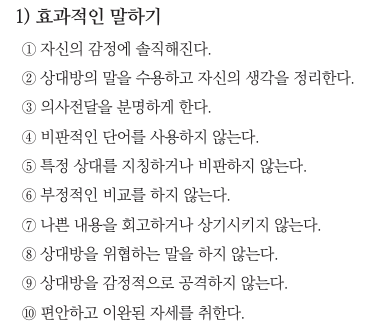 1) 효과적인 말하기
① 자신의 감정에 솔직해진다.
② 상대방의 말을 수용하고 자신의 생각을 정리한다.
③ 의사전달을 분명하게 한다.
④ 비판적인 단어를 사용하지 않는다.
⑤ 특정 상대를 지칭하거나 비판하지 않는다.
⑥ 부정적인 비교를 하지 않는다.
⑦ 나쁜 내용을 회고하거나 상기시키지 않는다.
⑧ 상대방을 위협하는 말을 하지 않는다.
⑨ 상대방을 감정적으로 공격하지 않는다.
⑩ 편안하고 이완된 자세를 취한다.